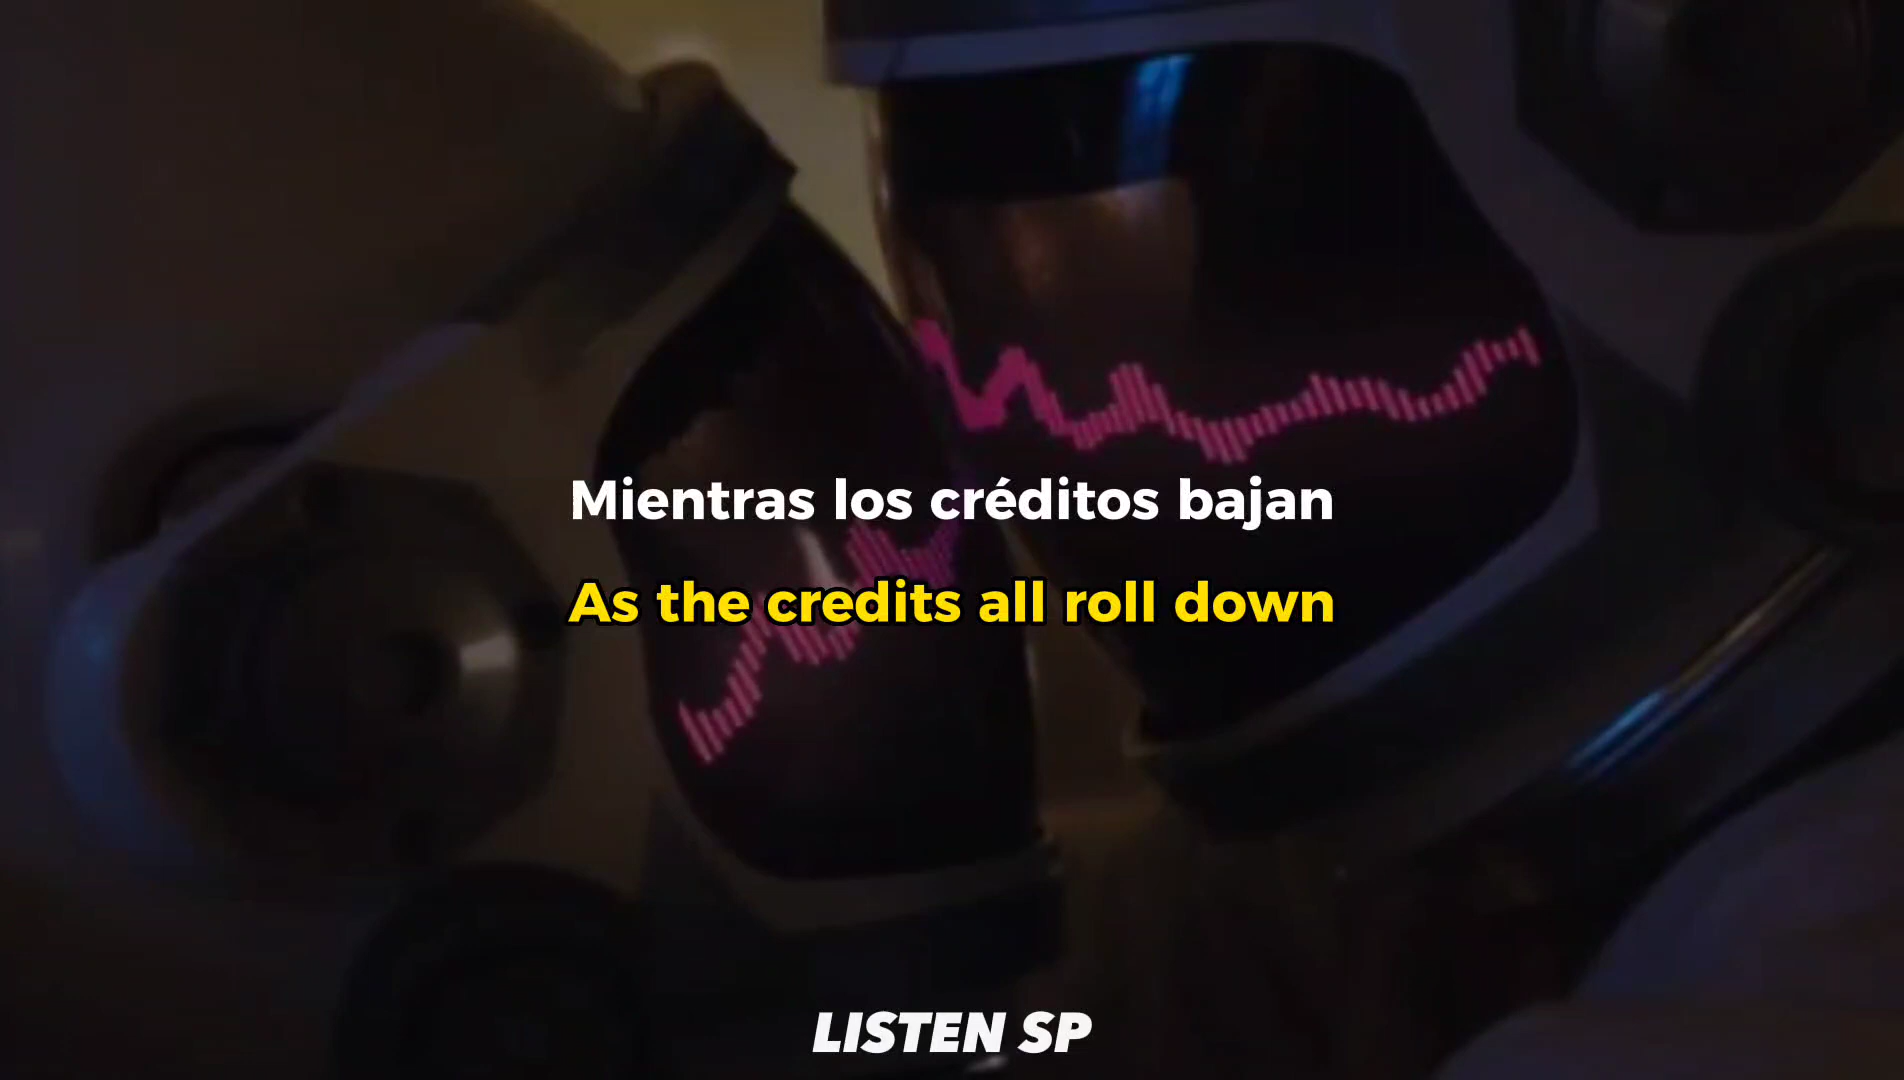 Mientras los créditos bajan
As the credits all roll down
LISTEN SP